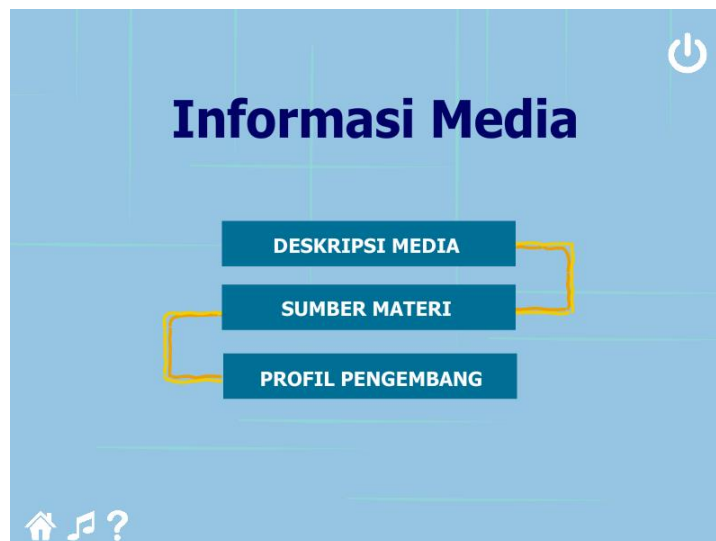 Informasi Media
DESKRIPSI MEDIA
SUMBER MATERI
PROFIL PENGEMBANG
?